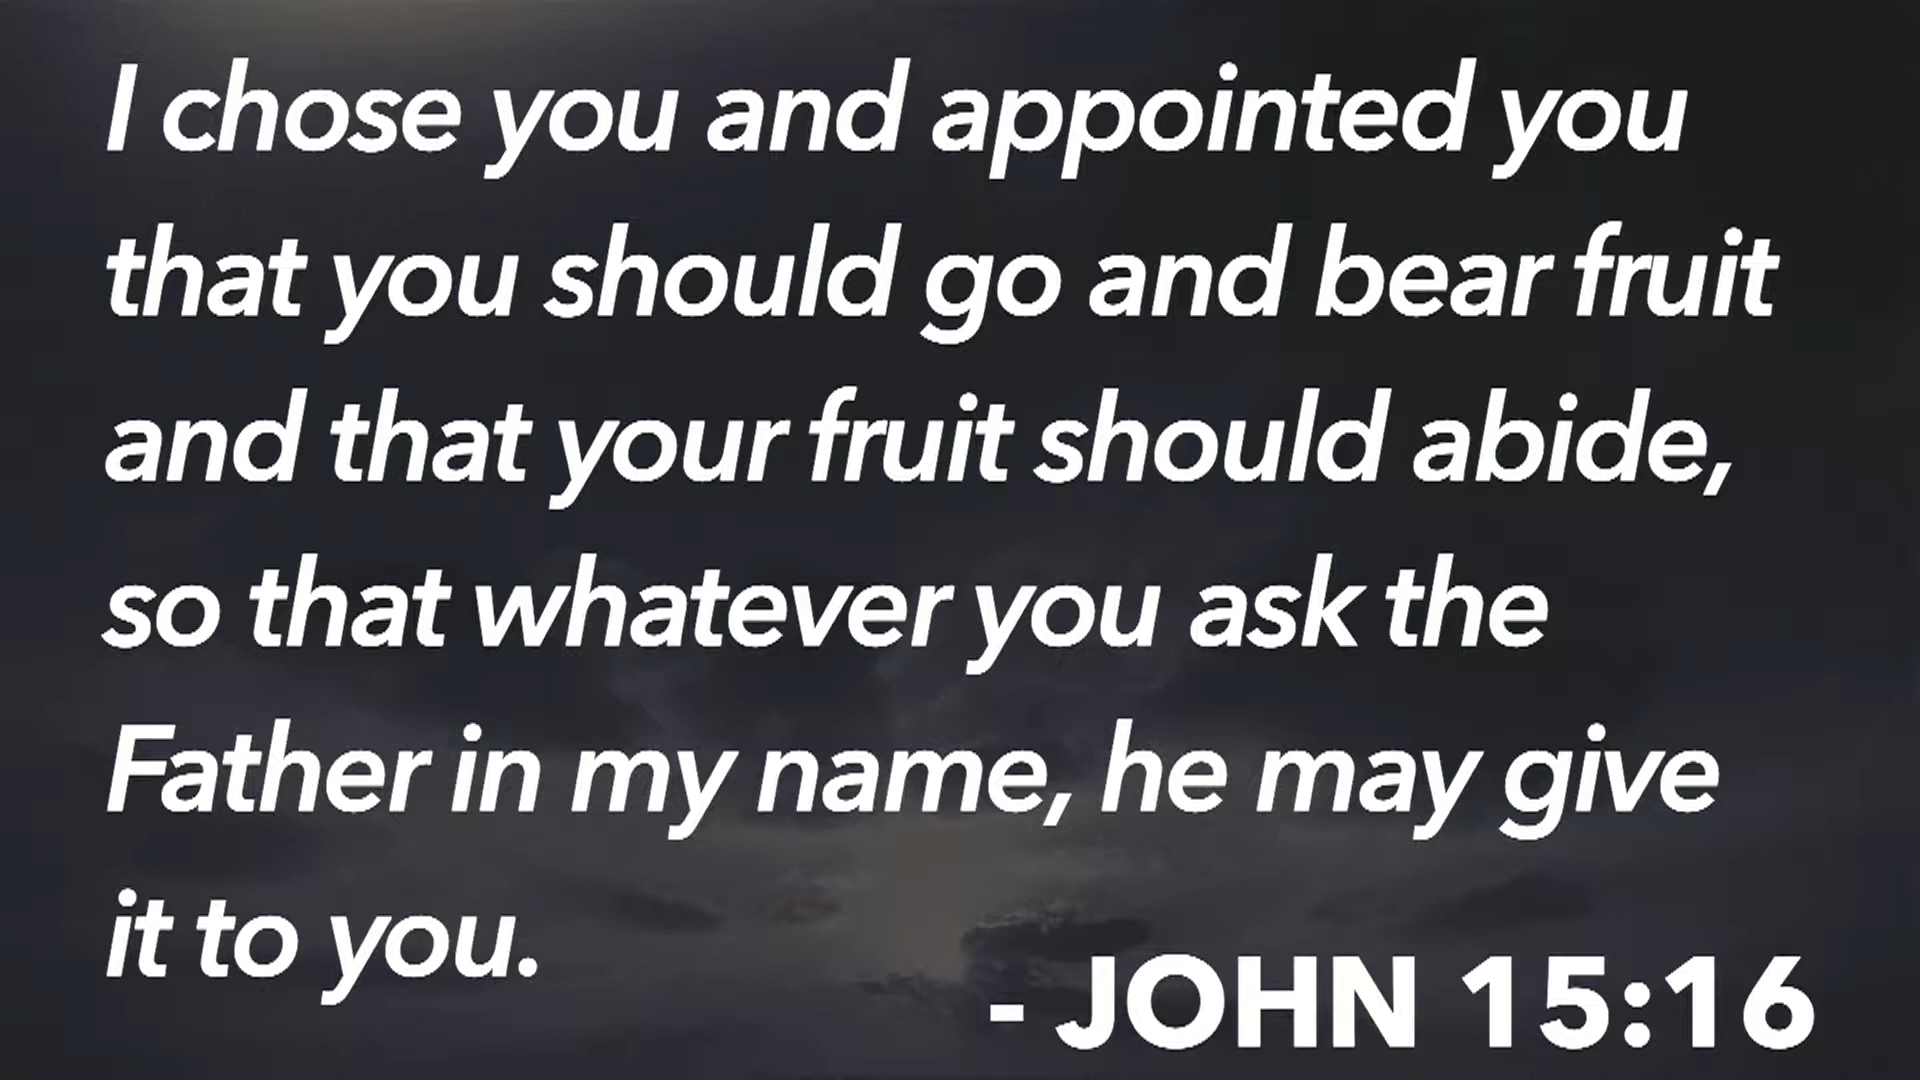 I chose you and appointed you
that you should go and bear fruit
and that your fruit should abide,
so that whatever you ask the
Father in my name, he may give
it to you.
- JOHN 15:16